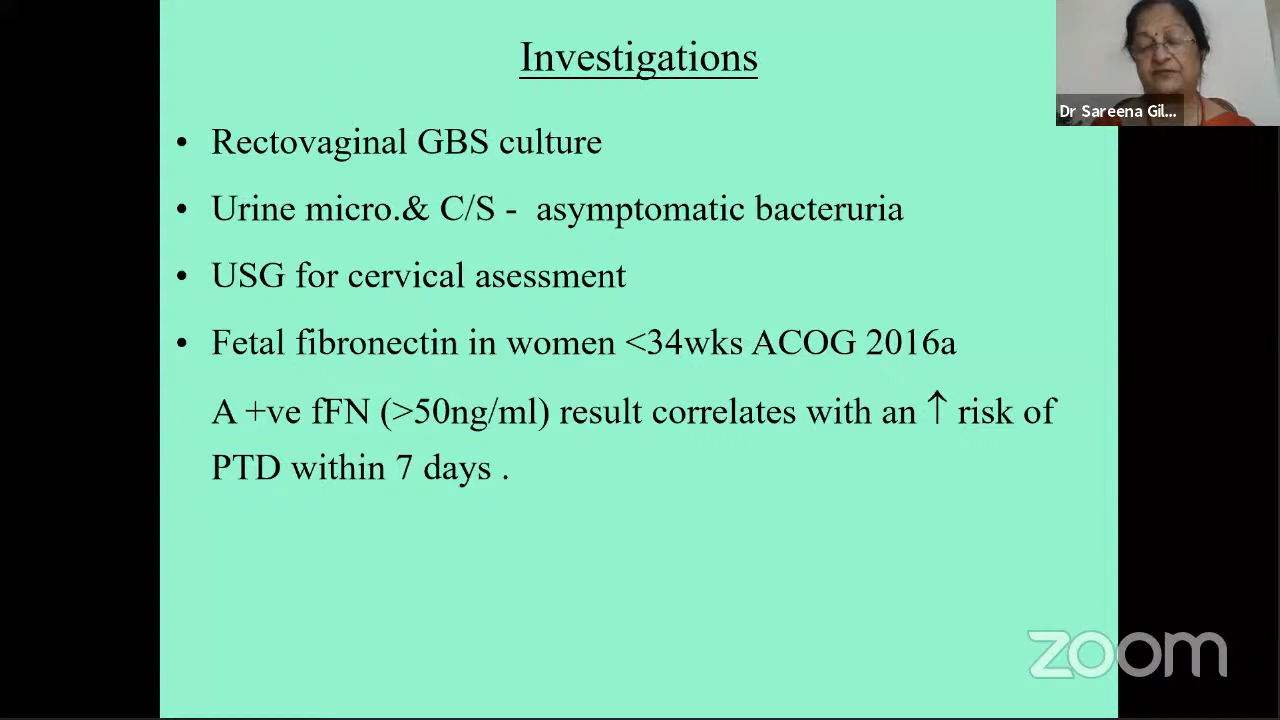 Investigations
Dr Sareena Gil...
• Rectovaginal GBS culture
• Urine micro.& C/S - asymptomatic bacteruria
• USG for cervical asessment
• Fetal fibronectin in women <34wks ACOG 2016a
A +ve fFN (>50ng/ml) result correlates with an ↑ risk of
PTD within 7 days .
zoom